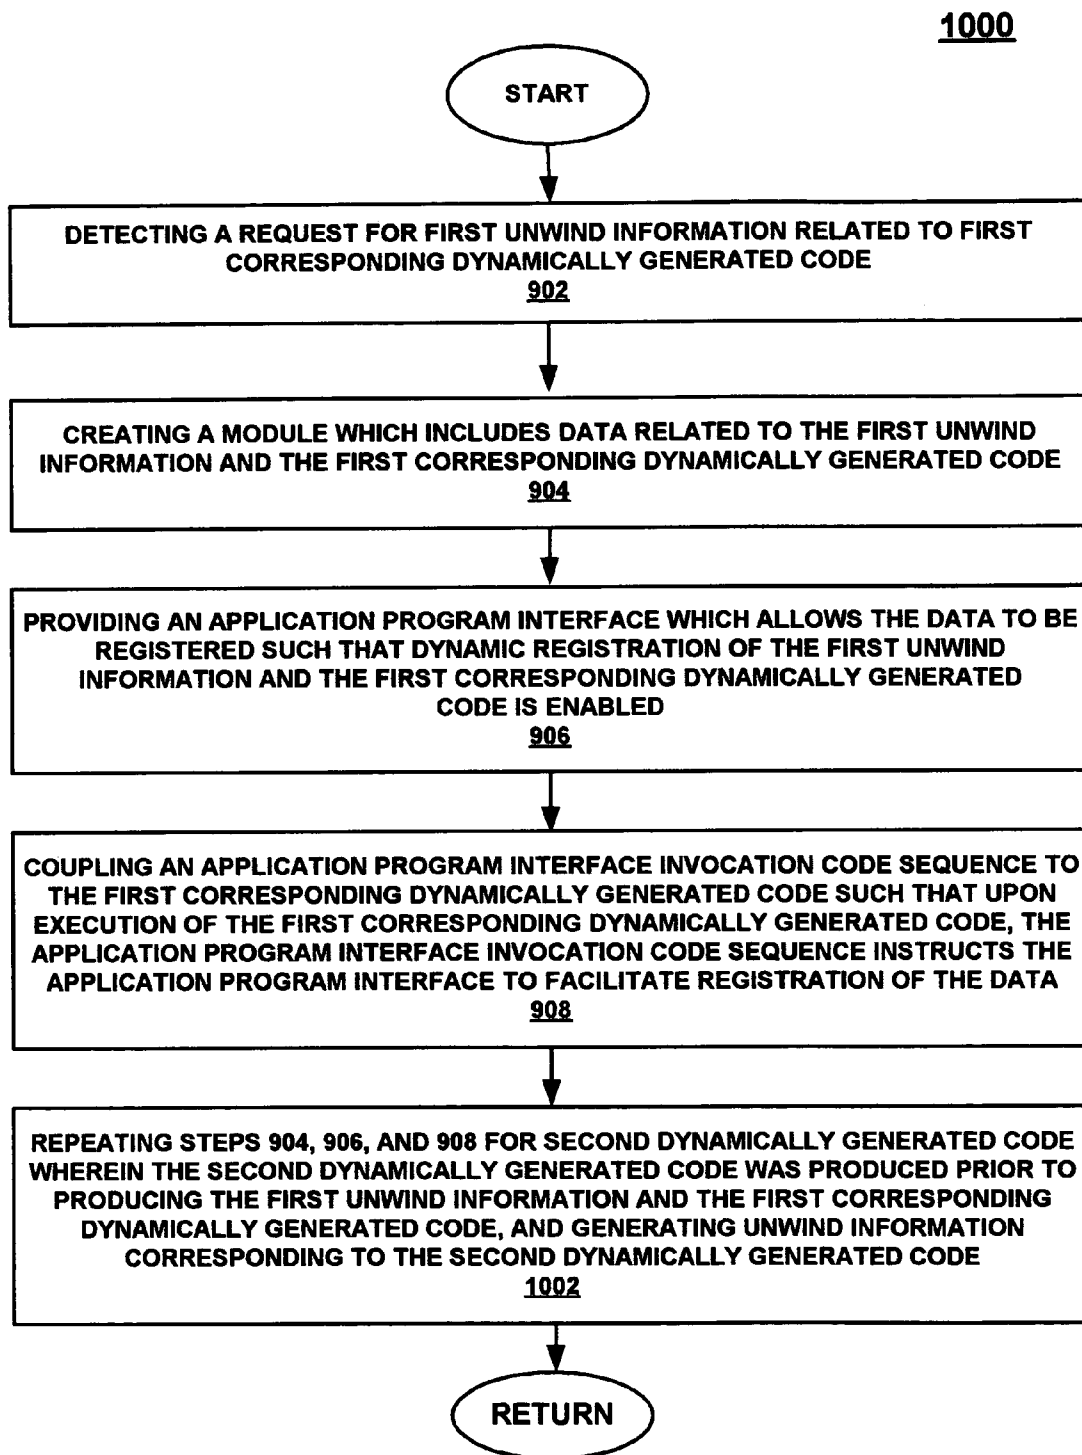 1000
START
DETECTING A REQUEST FOR FIRST UNWIND INFORMATION RELATED TO FIRST
CORRESPONDING DYNAMICALLY GENERATED CODE
902
CREATING A MODULE WHICH INCLUDES DATA RELATED TO THE FIRST UNWIND
INFORMATION AND THE FIRST CORRESPONDING DYNAMICALLY GENERATED CODE
904
PROVIDING AN APPLICATION PROGRAM INTERFACE WHICH ALLOWS THE DATA TO BE
REGISTERED SUCH THAT DYNAMIC REGISTRATION OF THE FIRST UNWIND
INFORMATION AND THE FIRST CORRESPONDING DYNAMICALLY GENERATED
CODE IS ENABLED
906
COUPLING AN APPLICATION PROGRAM INTERFACE INVOCATION CODE SEQUENCE TO
THE FIRST CORRESPONDING DYNAMICALLY GENERATED CODE SUCH THAT UPON
EXECUTION OF THE FIRST CORRESPONDING DYNAMICALLY GENERATED CODE, THE
APPLICATION PROGRAM INTERFACE INVOCATION CODE SEQUENCE INSTRUCTS THE
APPLICATION PROGRAM INTERFACE TO FACILITATE REGISTRATION OF THE DATA
908
REPEATING STEPS 904, 906, AND 908 FOR SECOND DYNAMICALLY GENERATED CODE
WHEREIN THE SECOND DYNAMICALLY GENERATED CODE WAS PRODUCED PRIOR TO
PRODUCING THE FIRST UNWIND INFORMATION AND THE FIRST CORRESPONDING
DYNAMICALLY GENERATED CODE, AND GENERATING UNWIND INFORMATION
CORRESPONDING TO THE SECOND DYNAMICALLY GENERATED CODE
1002
RETURN